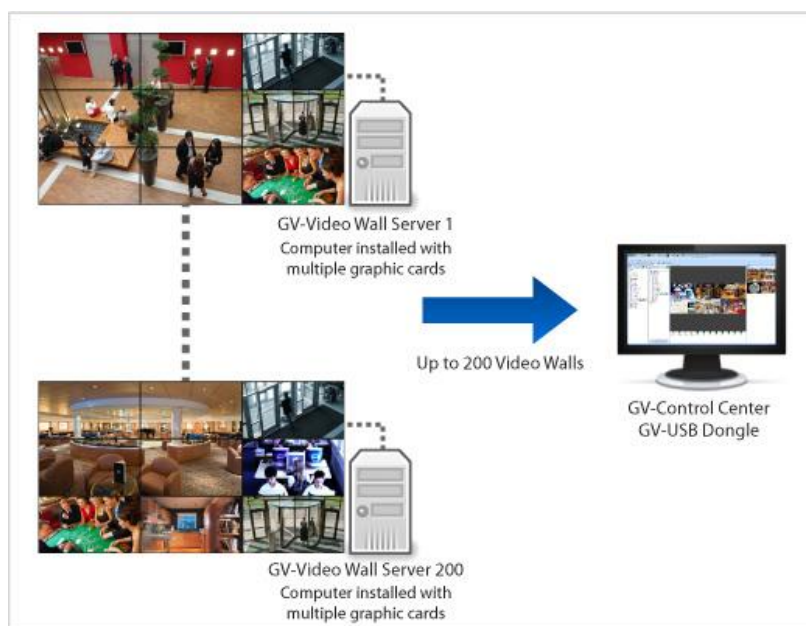 GV-Video Wall Server 1
Computer installed with
multiple graphic cards
Up to 200 Video Walls
GV-Control Center
GV-USB Dongle
GV-Video Wall Server 200
Computer installed with
multiple graphic cards